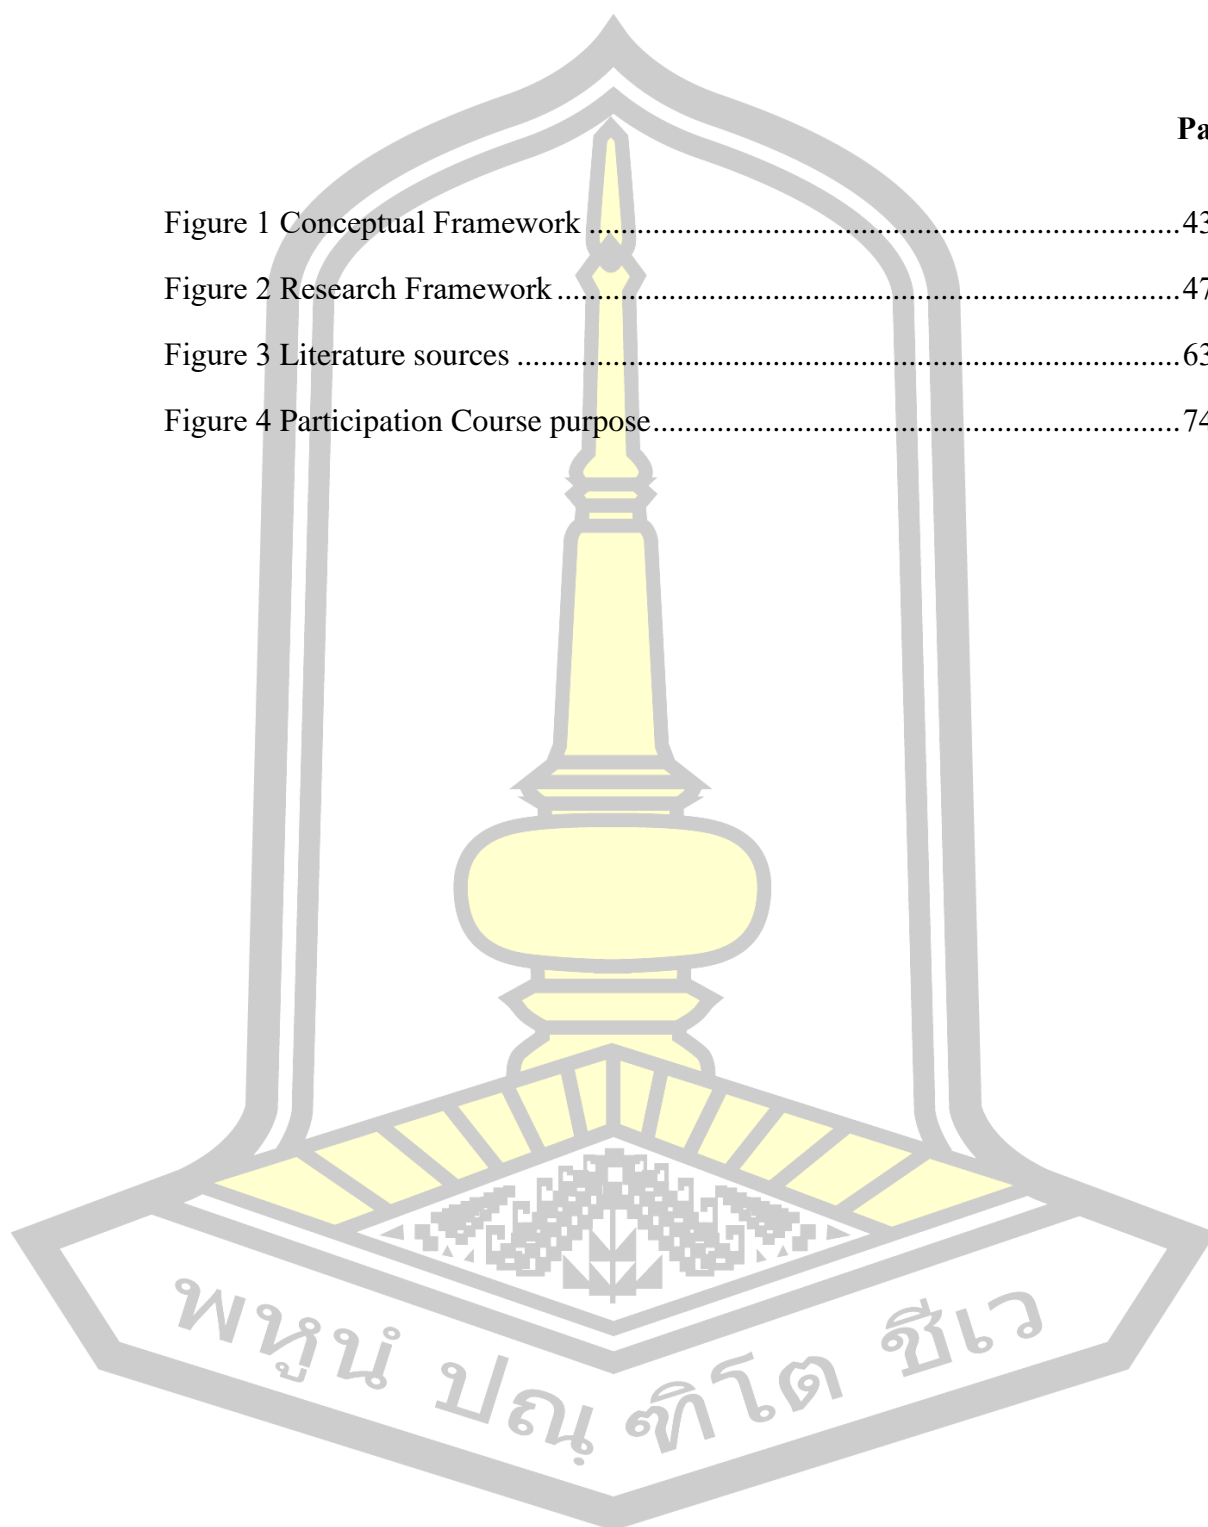 Pa
Figure 1 Conceptual Framework ........................................................................... 43
Figure 2 Research Framework ............................................................................... 47
Figure 3 Literature sources .................................................................................... 63
Figure 4 Participation Course purpose ................................................................... 74
พหูนํ ปณฺฑิโต ชีเว